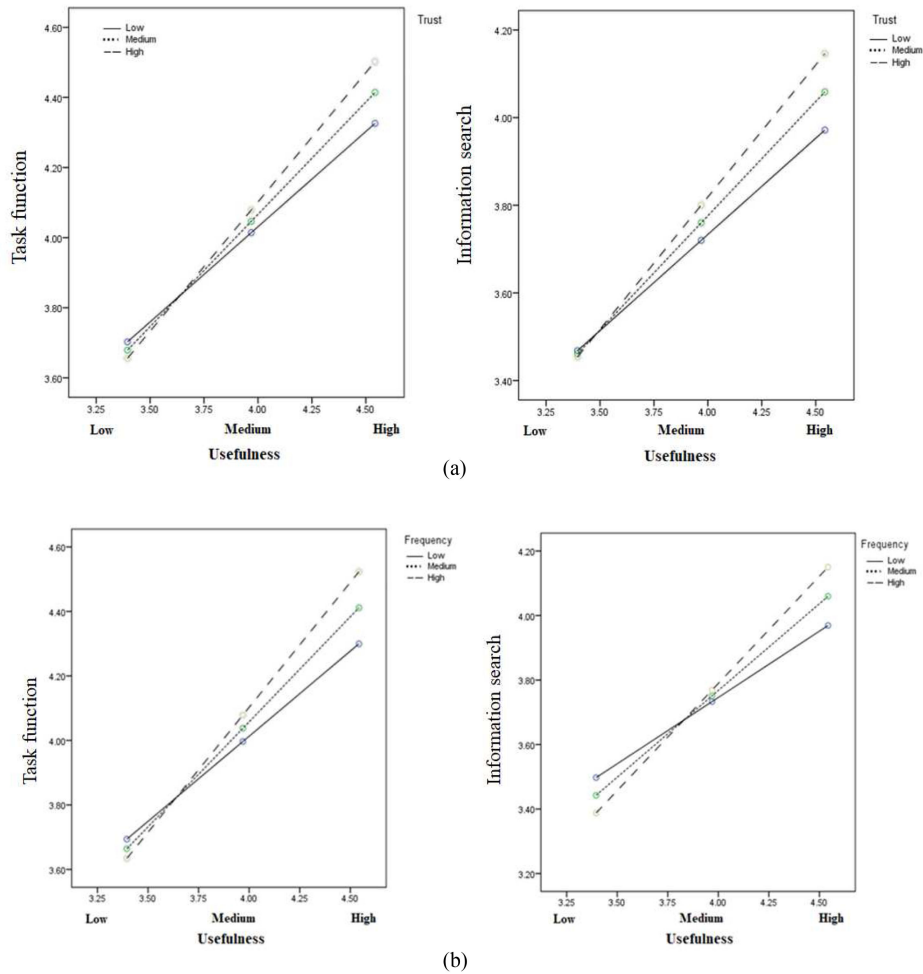 Trust
Low
Medium
High
4.60
4.40
4.20
4.00
3.80
3.60
Task function
3.25 3.50 3.75 4.00 4.25 4.50
Low Medium High
Usefulness
Trust
Low
Medium
High
4.20
4.00
3.80
3.60
3.40
Information search
3.25 3.50 3.75 4.00 4.25 4.50
Low Medium High
Usefulness
(a)
Frequency
Low
Medium
High
4.60
4.40
4.20
4.00
3.80
3.60
Task function
3.25 3.50 3.75 4.00 4.25 4.50
Low Medium High
Usefulness
Frequency
Low
Medium
High
4.20
4.00
3.80
3.60
3.40
3.20
Information search
3.25 3.50 3.75 4.00 4.25 4.50
Low Medium High
Usefulness
(b)